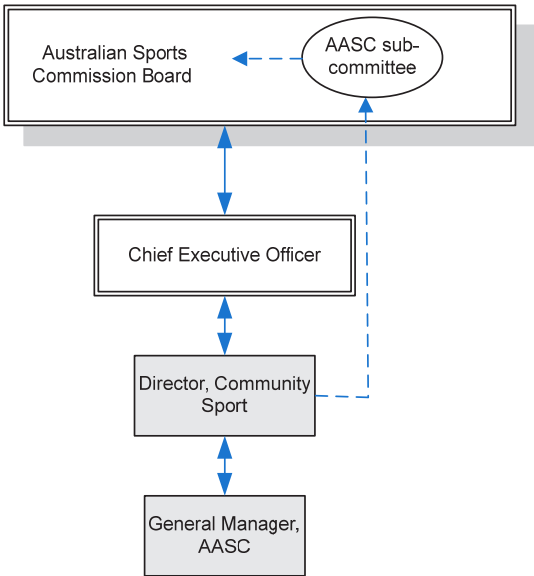 Australian Sports
Commission Board
AASC sub-
committee
Chief Executive Officer
Director, Community
Sport
General Manager,
AASC